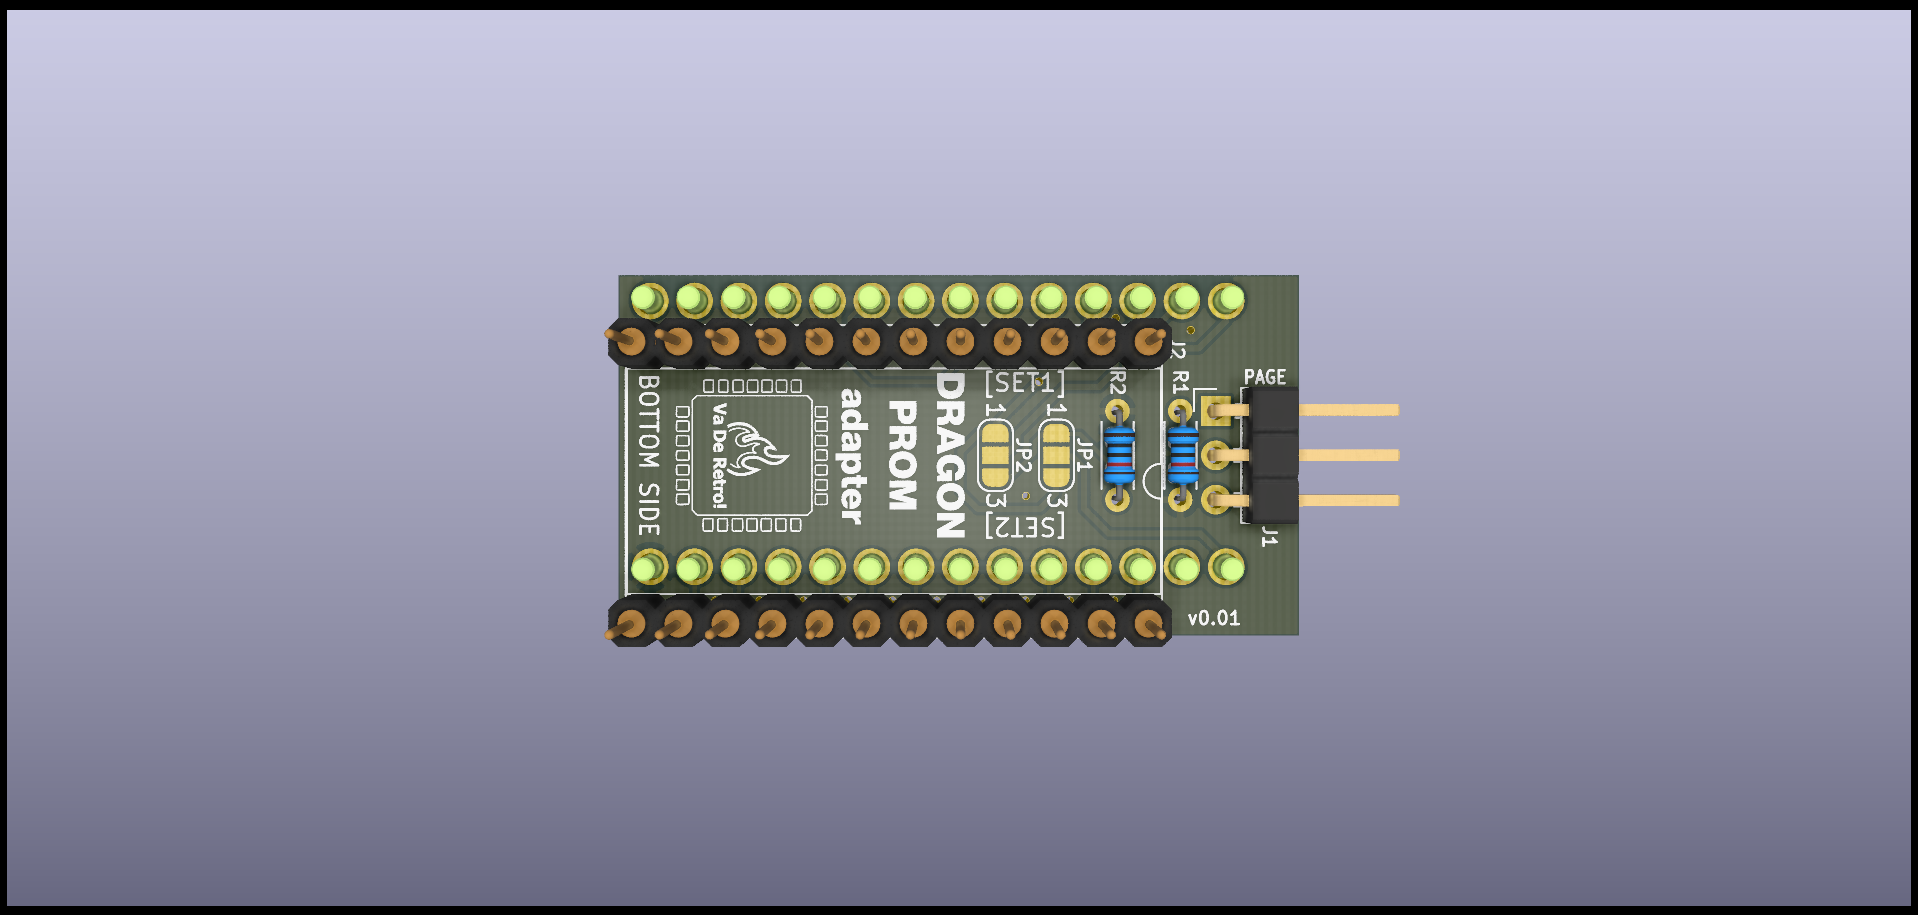 BOTTOM SIDE
Va De Retro!
adapter
PROM
DRAGON
[SET1]
1
1
JP2
JP1
3
3
[SET2]
R2
R1
J2
PAGE
J1
v0.01